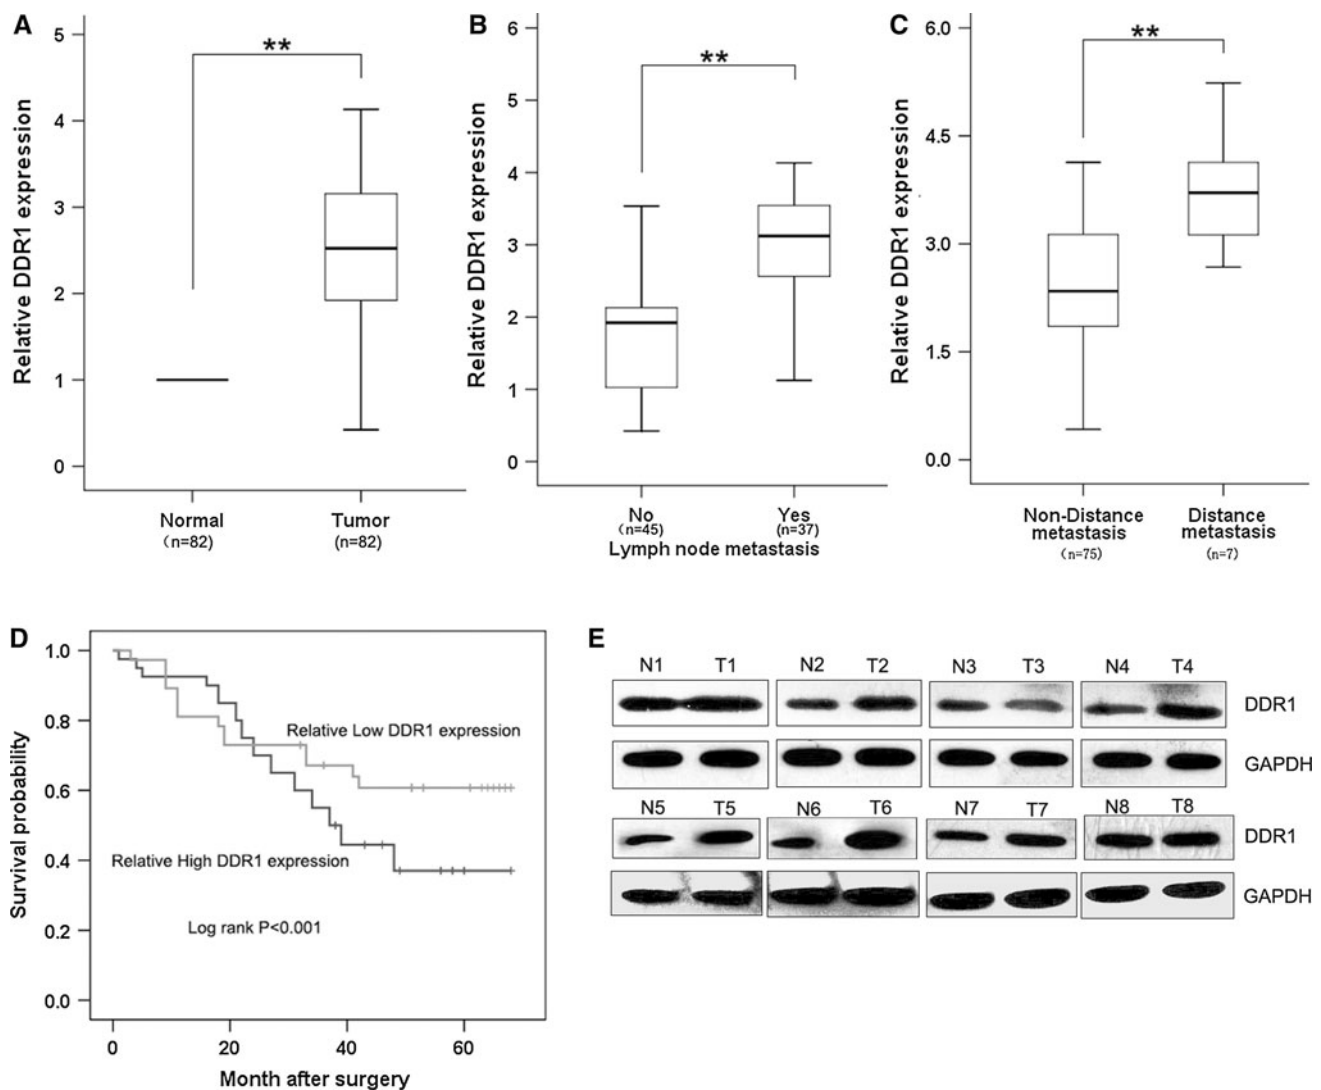 A
Relative DDR1 expression
5
4
3
2
1
0
**
Normal
(n=82)
Tumor
(n=82)
B
Relative DDR1 expression
6
5
4
3
2
1
0
**
No
(n=45)
Yes
(n=37)
Lymph node metastasis
C
Relative DDR1 expression
6.0
4.5
3.0
1.5
0.0
**
Non-Distance
metastasis
(n=75)
Distance
metastasis
(n=7)
D
Survival probability
1.0
0.8
0.6
0.4
0.2
0.0
Relative Low DDR1 expression
Relative High DDR1 expression
Log rank P<0.001
0 20 40 60
Month after surgery
E
N1 T1 N2 T2 N3 T3 N4 T4
DDR1
GAPDH
N5 T5 N6 T6 N7 T7 N8 T8
DDR1
GAPDH